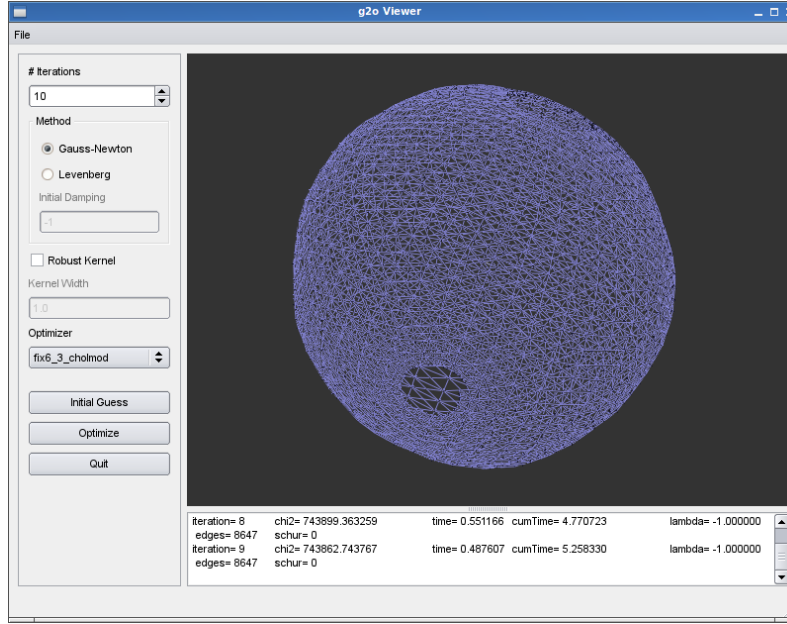 g2o Viewer
File
# Iterations
10
Method
Gauss-Newton
Levenberg
Initial Damping
-1
Robust Kernel
Kernel Width
1.0
Optimizer
fix6_3_cholmod
Initial Guess
Optimize
Quit
iteration= 8 chi2= 743899.363259 time= 0.551166 cumTime= 4.770723 lambda= -1.000000
edges= 8647 schur= 0
iteration= 9 chi2= 743862.743767 time= 0.487607 cumTime= 5.258330 lambda= -1.000000
edges= 8647 schur= 0